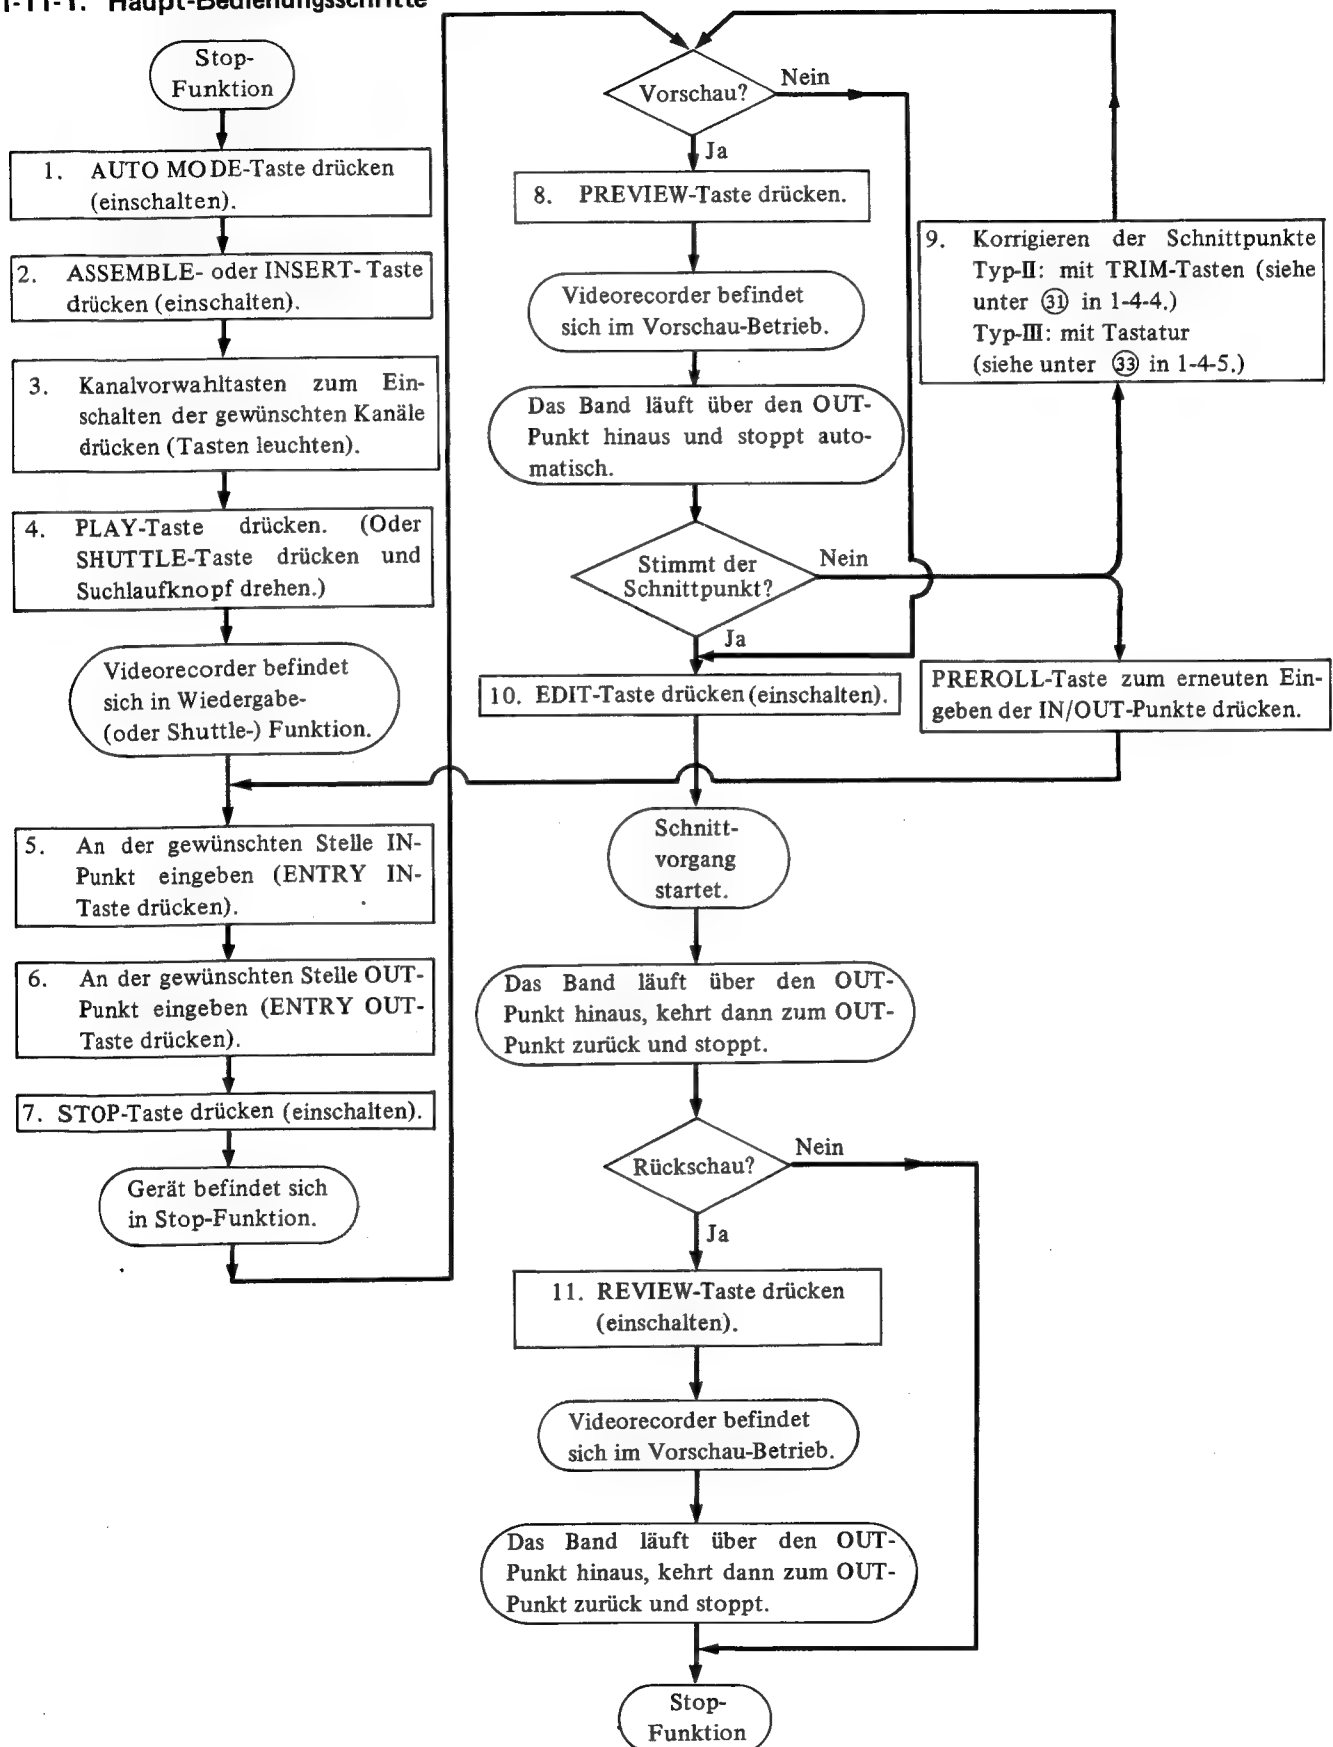 1-11-1. Haupt-Bedienungsschritte
Stop-
Funktion
1. AUTO MODE-Taste drücken
(einschalten).
2. ASSEMBLE- oder INSERT-Taste
drücken (einschalten).
3. Kanalvorwahltasten zum Ein-
schalten der gewünschten Kanäle
drücken (Tasten leuchten).
4. PLAY-Taste drücken. (Oder
SHUTTLE-Taste drücken und
Suchlaufknopf drehen.)
Videorecorder befindet
sich in Wiedergabe-
(oder Shuttle-) Funktion.
5. An der gewünschten Stelle IN-
Punkt eingeben (ENTRY IN-
Taste drücken).
6. An der gewünschten Stelle OUT-
Punkt eingeben (ENTRY OUT-
Taste drücken).
7. STOP-Taste drücken (einschalten).
Gerät befindet sich
in Stop-Funktion.
Vorschau?
Nein
Ja
8. PREVIEW-Taste drücken.
Videorecorder befindet
sich im Vorschau-Betrieb.
Das Band läuft über den OUT-
Punkt hinaus und stoppt auto-
matisch.
Stimmt der
Schnittpunkt?
Nein
Ja
9. Korrigieren der Schnittpunkte
Typ-II: mit TRIM-Tasten (siehe
unter ㉛ in 1-4-4.)
Typ-III: mit Tastatur
(siehe unter ㉝ in 1-4-5.)
PREROLL-Taste zum erneuten Ein-
geben der IN/OUT-Punkte drücken.
10. EDIT-Taste drücken (einschalten).
Schnitt-
vorgang
startet.
Das Band läuft über den OUT-
Punkt hinaus, kehrt dann zum OUT-
Punkt zurück und stoppt.
Rückschau?
Nein
Ja
11. REVIEW-Taste drücken
(einschalten).
Videorecorder befindet
sich im Vorschau-Betrieb.
Das Band läuft über den OUT-
Punkt hinaus, kehrt dann zum OUT-
Punkt zurück und stoppt.
Stop-
Funktion